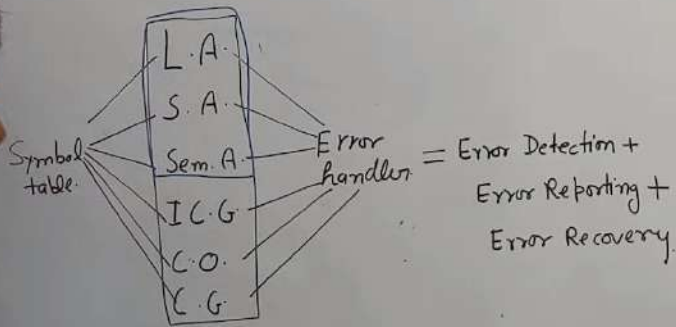 L.A.
S.A.
Sem.A.
I C.G
C.O.
C.G.
Symbol
table.
Error
handler
= Error Detection +
Error Reporting +
Error Recovery.